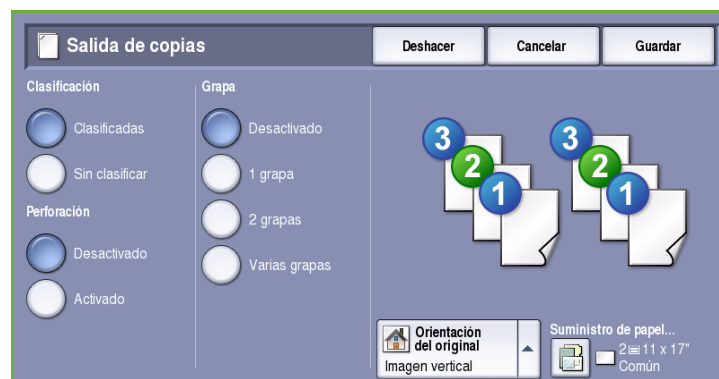 Salida de copias
Deshacer
Cancelar
Guardar
Clasificación
Clasificadas
Sin clasificar
Perforación
Desactivado
Activado
Grapa
Desactivado
1 grapa
2 grapas
Varias grapas
3
2
1
3
2
1
Orientación
del original
Imagen vertical
Suministro de papel...
2 11 x 17"
Común